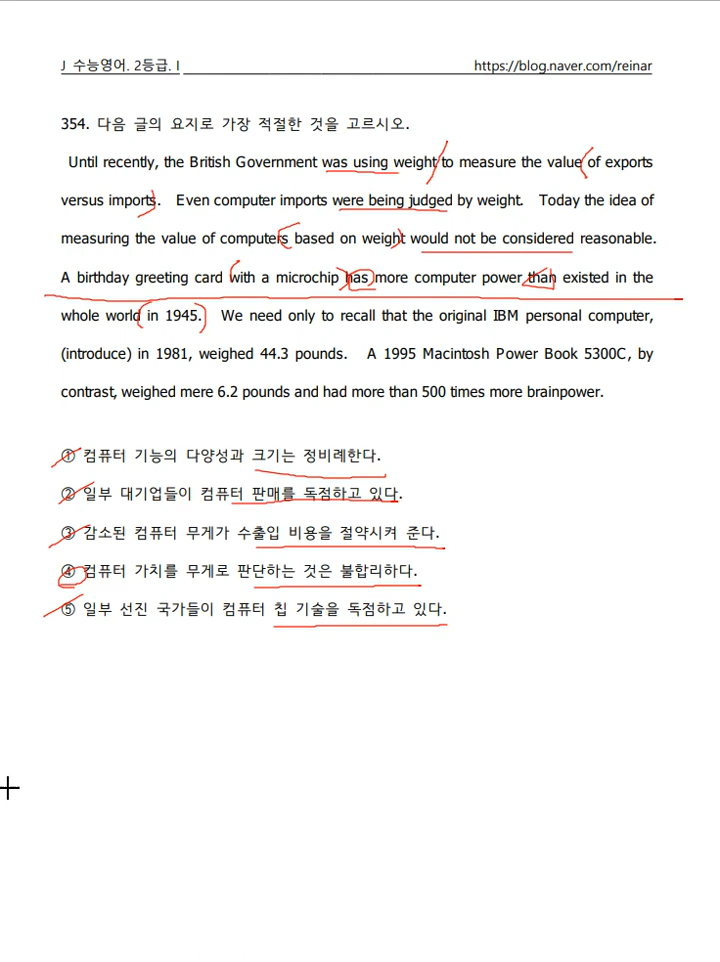 J 수능영어. 2등급. I https://blog.naver.com/reinar
354. 다음 글의 요지로 가장 적절한 것을 고르시오.
Until recently, the British Government was using weight to measure the value of exports
versus imports. Even computer imports were being judged by weight. Today the idea of
measuring the value of computers based on weight would not be considered reasonable.
A birthday greeting card with a microchip has more computer power than existed in the
whole world in 1945. We need only to recall that the original IBM personal computer,
(introduce) in 1981, weighed 44.3 pounds. A 1995 Macintosh Power Book 5300C, by
contrast, weighed mere 6.2 pounds and had more than 500 times more brainpower.
① 컴퓨터 기능의 다양성과 크기는 정비례한다.
② 일부 대기업들이 컴퓨터 판매를 독점하고 있다.
③ 감소된 컴퓨터 무게가 수출입 비용을 절약시켜 준다.
④ 컴퓨터 가치를 무게로 판단하는 것은 불합리하다.
⑤ 일부 선진 국가들이 컴퓨터 칩 기술을 독점하고 있다.